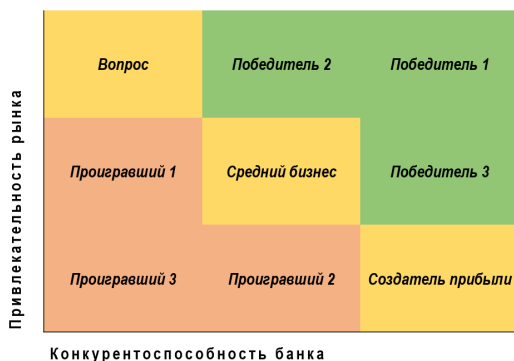 Вопрос
Победитель 2
Победитель 1
Проигравший 1
Средний бизнес
Победитель 3
Проигравший 3
Проигравший 2
Создатель прибыли
Привлекательность рынка
Конкурентоспособность банка